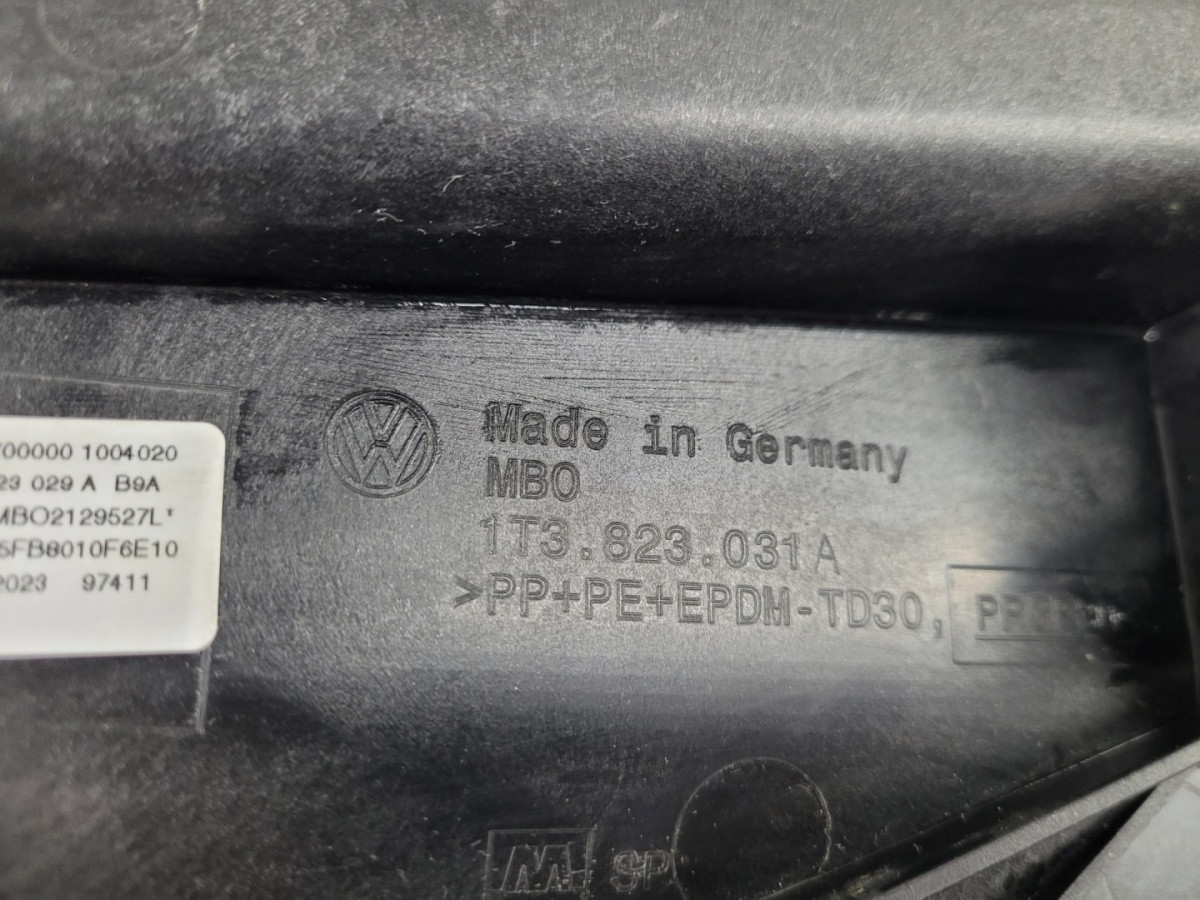 700000 1004020
23 029 A B9A
MBO2129527L*
5FB8010F6E10
2023 97411
Made in Germany
MBO
1T3.823.031A
>PP+PE+EPDM-TD30,
SP